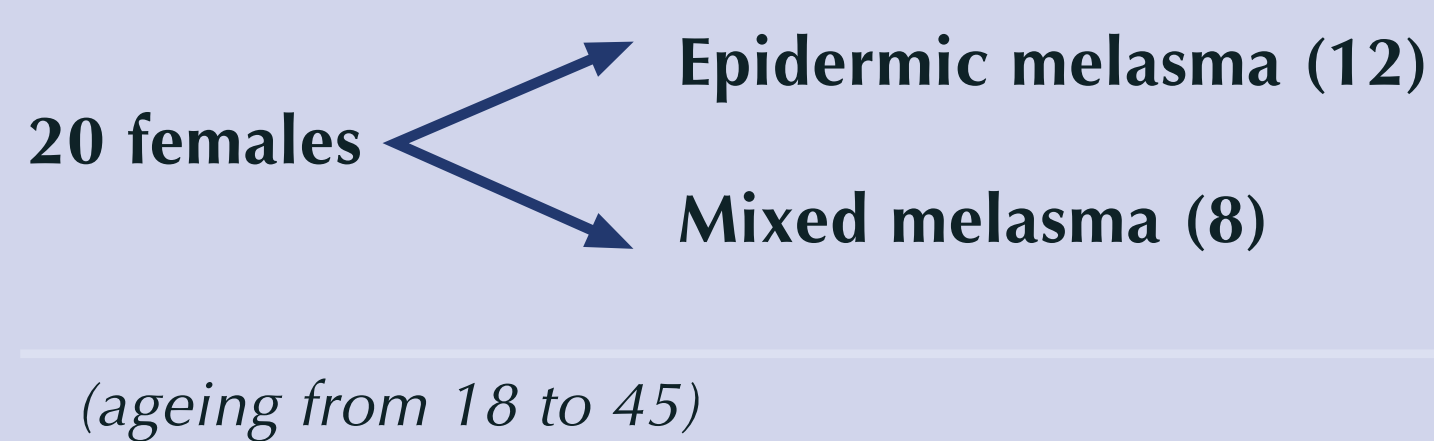 Epidermic melasma (12)
20 females
Mixed melasma (8)
(ageing from 18 to 45)